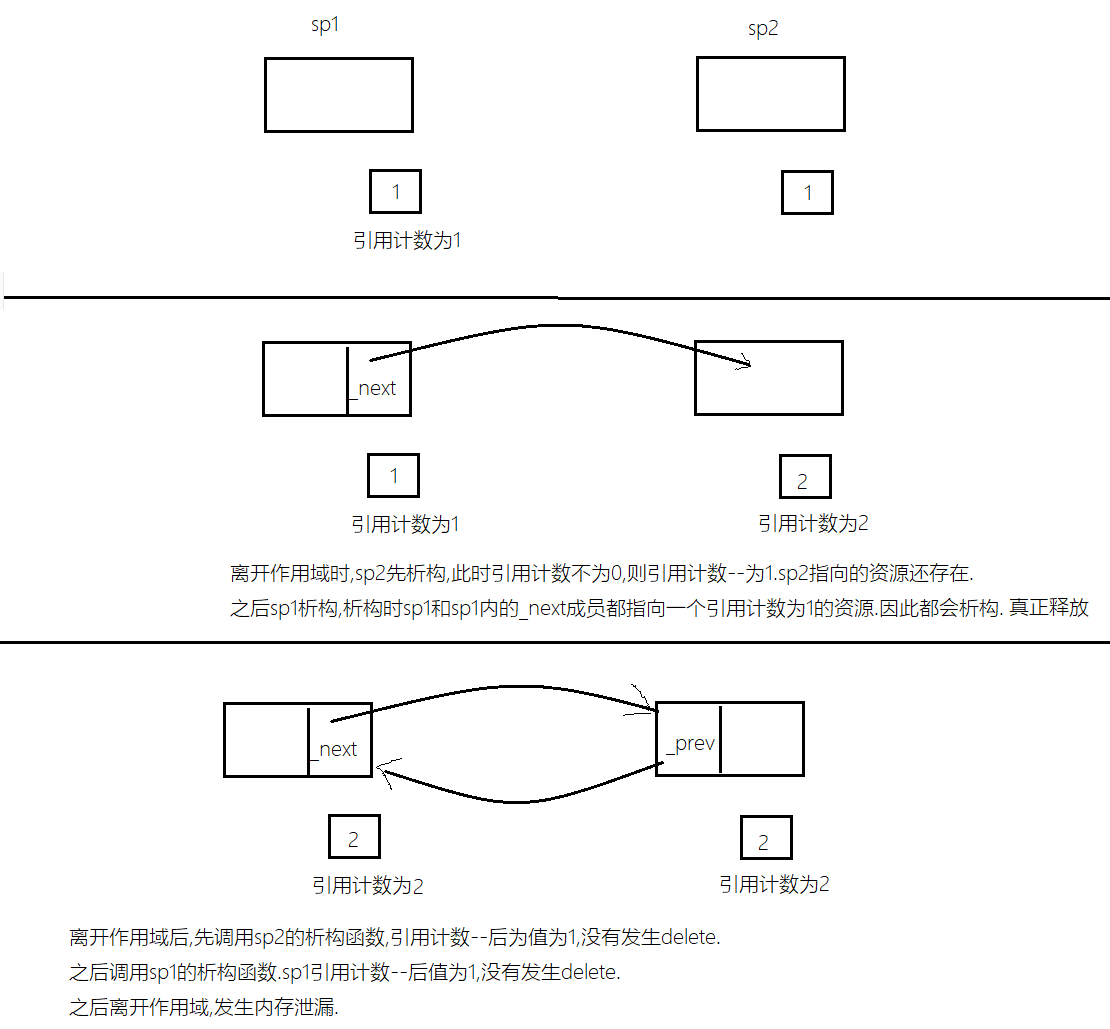 sp1
sp2
1
1
引用计数为1
_next
1
2
引用计数为1
引用计数为2
离开作用域时,sp2先析构,此时引用计数不为0,则引用计数--为1.sp2指向的资源还存在.
之后sp1析构,析构时sp1和sp1内的_next成员都指向一个引用计数为1的资源.因此都会析构. 真正释放
_next
_prev
2
2
引用计数为2
引用计数为2
离开作用域后,先调用sp2的析构函数,引用计数--后为值为1,没有发生delete.
之后调用sp1的析构函数.sp1引用计数--后值为1,没有发生delete.
之后离开作用域,发生内存泄漏.